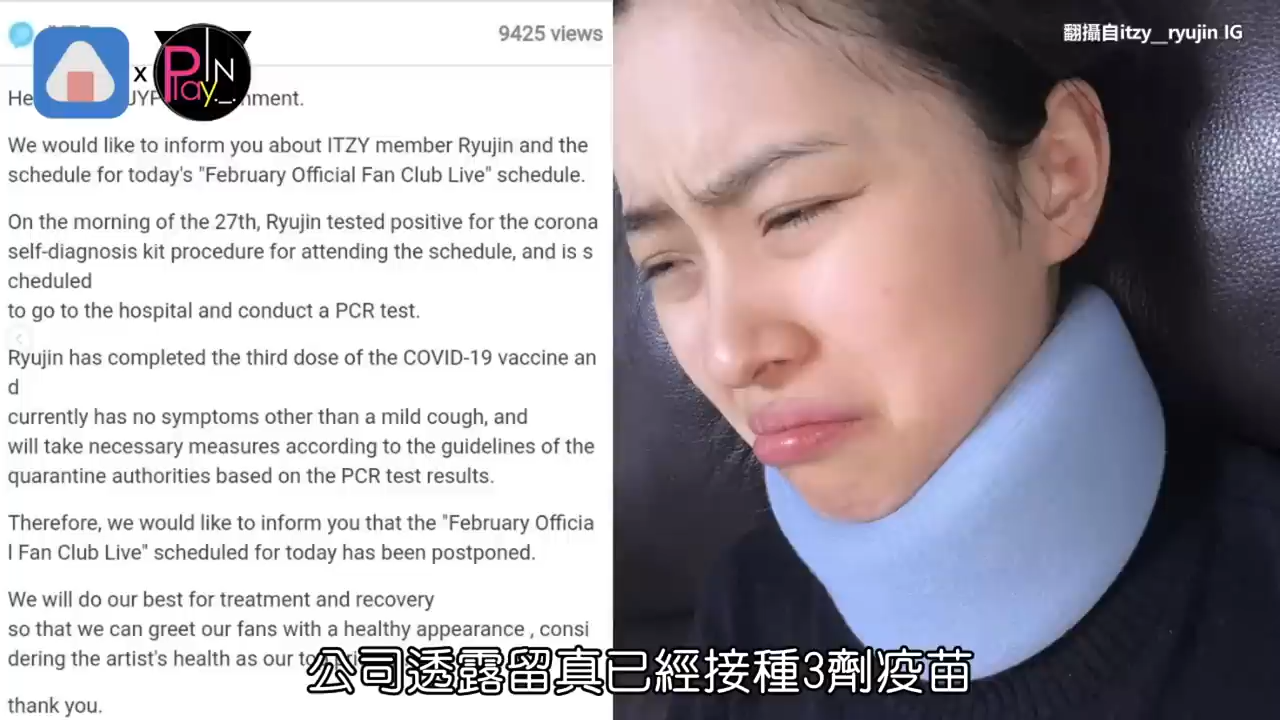 9425 views
翻攝自itzy__ryujin IG
x
PlayIN
He
JYP
nment.
We would like to inform you about ITZY member Ryujin and the
schedule for today's "February Official Fan Club Live" schedule.
On the morning of the 27th, Ryujin tested positive for the corona
self-diagnosis kit procedure for attending the schedule, and is s
cheduled
to go to the hospital and conduct a PCR test.
Ryujin has completed the third dose of the COVID-19 vaccine an
d
currently has no symptoms other than a mild cough, and
will take necessary measures according to the guidelines of the
quarantine authorities based on the PCR test results.
Therefore, we would like to inform you that the "February Officia
l Fan Club Live" scheduled for today has been postponed.
We will do our best for treatment and recovery
so that we can greet our fans with a healthy appearance , consi
dering the artist's health as our to
公司透露留真已經接種3劑疫苗
thank you.